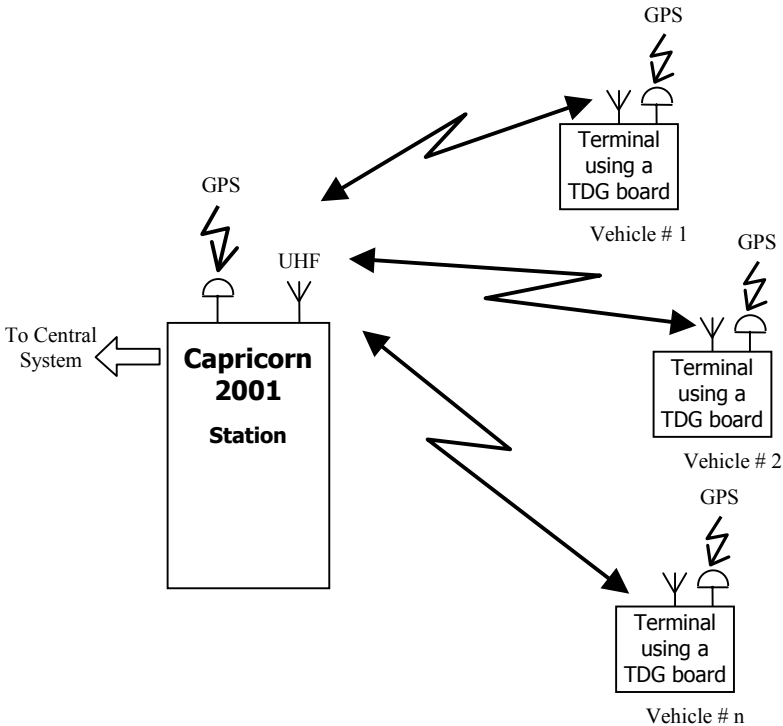 GPS
Terminal
using a
TDG board
Vehicle # 1
GPS
UHF
GPS
To Central
System
Capricorn
2001
Station
Terminal
using a
TDG board
Vehicle # 2
GPS
Terminal
using a
TDG board
Vehicle # n